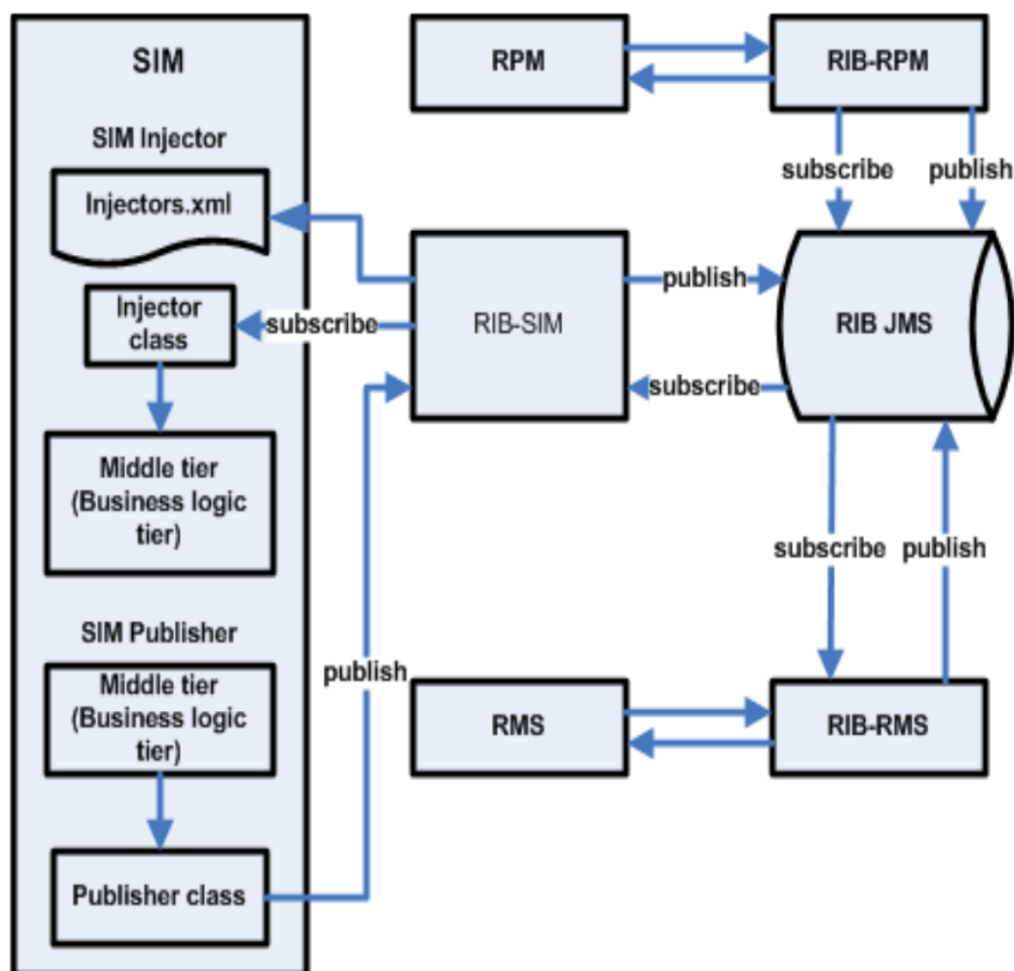 SIM
SIM Injector
Injectors.xml
Injector
class
Middle tier
(Business logic
tier)
SIM Publisher
Middle tier
(Business logic
tier)
Publisher class
subscribe
publish
RPM
RIB-RPM
subscribe
publish
RIB-SIM
publish
subscribe
RIB JMS
subscribe
publish
RMS
RIB-RMS